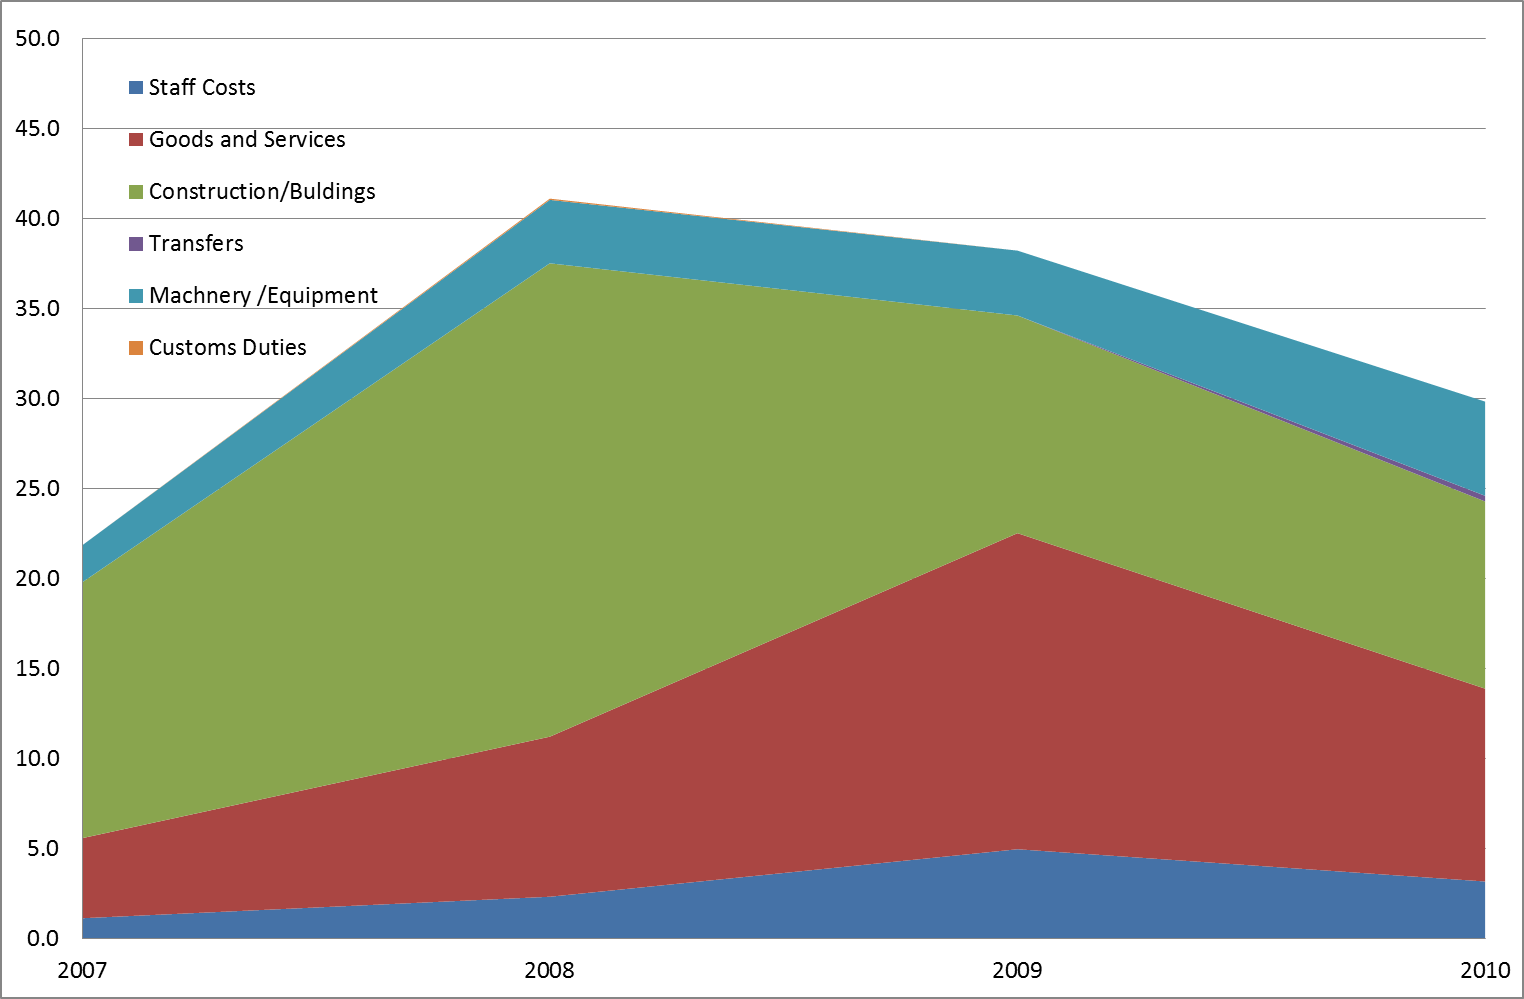 50.0
Staff Costs
45.0
Goods and Services
Construction/Buldings
40.0
Transfers
Machnery /Equipment
35.0
Customs Duties
30.0
25.0
20.0
15.0
10.0
5.0
0.0
2007 2008 2009 2010